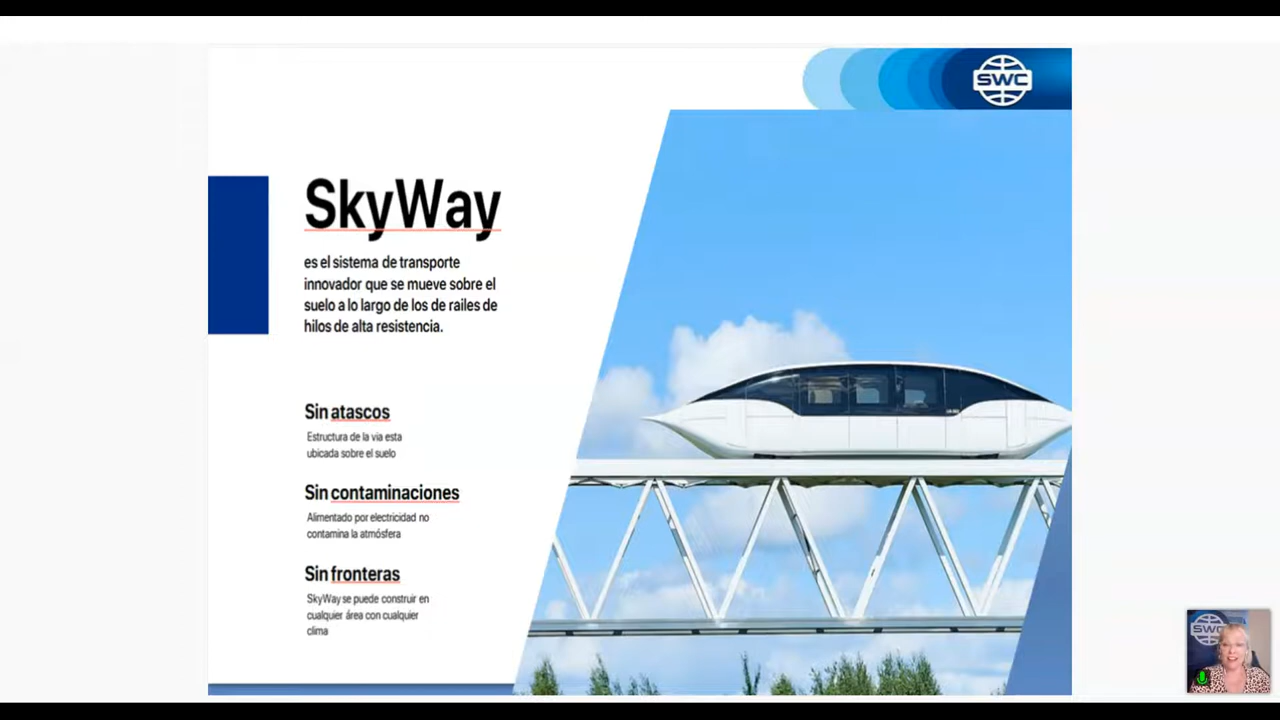 SWC
SkyWay
es el sistema de transporte
innovador que se mueve sobre el
suelo a lo largo de los de railes de
hilos de alta resistencia.
Sin atascos
Estructura de la via esta
ubicada sobre el suelo
Sin contaminaciones
Alimentado por electricidad no
contamina la atmósfera
Sin fronteras
SkyWay se puede construir en
cualquier área con cualquier
clima
SWC